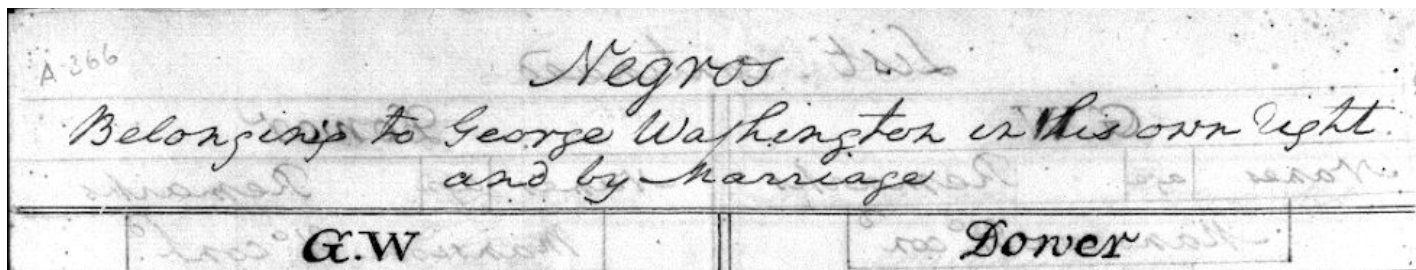 A 366
Negros
Belonging to George Washington in his own right
and by Marriage
G.W Dower